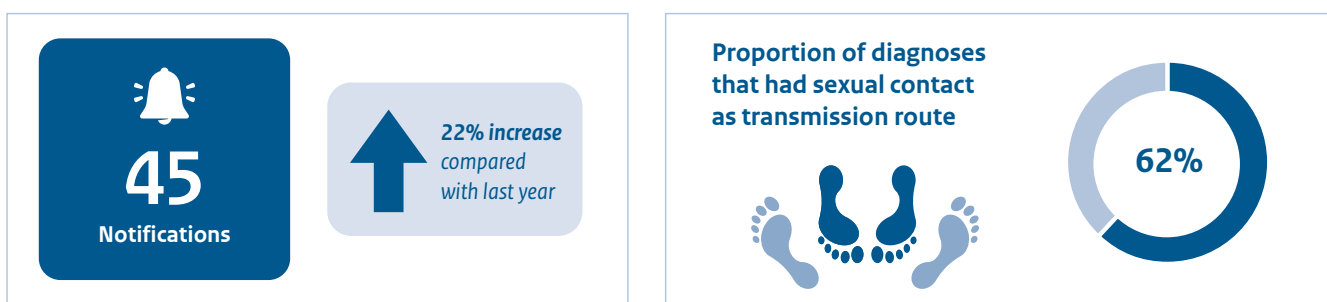 45
Notifications
22% increase
compared
with last year
Proportion of diagnoses
that had sexual contact
as transmission route
62%